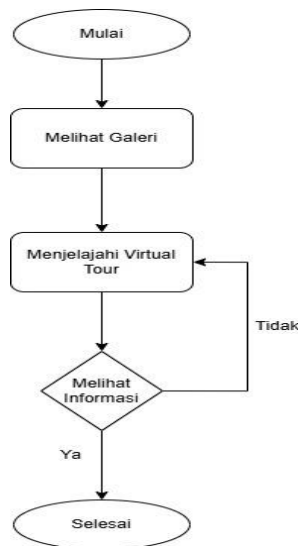 Mulai
Melihat Galeri
Menjelajahi Virtual
Tour
Tidak
Melihat
Informasi
Ya
Selesai